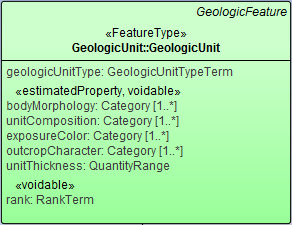 GeologicFeature
«FeatureType»
GeologicUnit::GeologicUnit
geologicUnitType: GeologicUnitTypeTerm
«estimatedProperty, voidable»
bodyMorphology: Category [1..*]
unitComposition: Category [1..*]
exposureColor: Category [1..*]
outcropCharacter: Category [1..*]
unitThickness: QuantityRange
«voidable»
rank: RankTerm